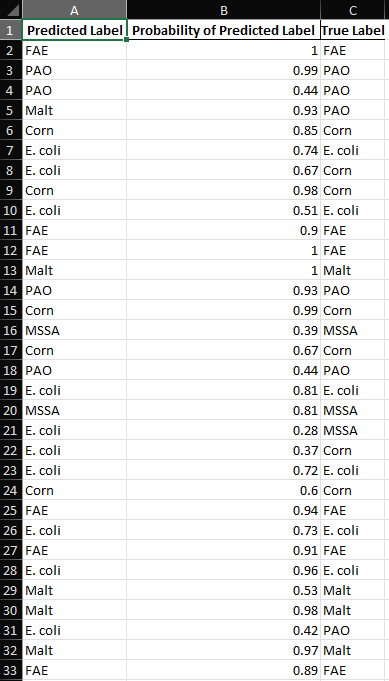 A B C
1 Predicted Label Probability of Predicted Label True Label
2 FAE 1 FAE
3 PAO 0.99 PAO
4 PAO 0.44 PAO
5 Malt 0.93 PAO
6 Corn 0.85 Corn
7 E. coli 0.74 E. coli
8 E. coli 0.67 Corn
9 Corn 0.98 Corn
10 E. coli 0.51 E. coli
11 FAE 0.9 FAE
12 FAE 1 FAE
13 Malt 1 Malt
14 PAO 0.93 PAO
15 Corn 0.99 Corn
16 MSSA 0.39 MSSA
17 Corn 0.67 Corn
18 PAO 0.44 PAO
19 E. coli 0.81 E. coli
20 MSSA 0.81 MSSA
21 E. coli 0.28 MSSA
22 E. coli 0.37 Corn
23 E. coli 0.72 E. coli
24 Corn 0.6 Corn
25 FAE 0.94 FAE
26 E. coli 0.73 E. coli
27 FAE 0.91 FAE
28 E. coli 0.96 E. coli
29 Malt 0.53 Malt
30 Malt 0.98 Malt
31 E. coli 0.42 PAO
32 Malt 0.97 Malt
33 FAE 0.89 FAE